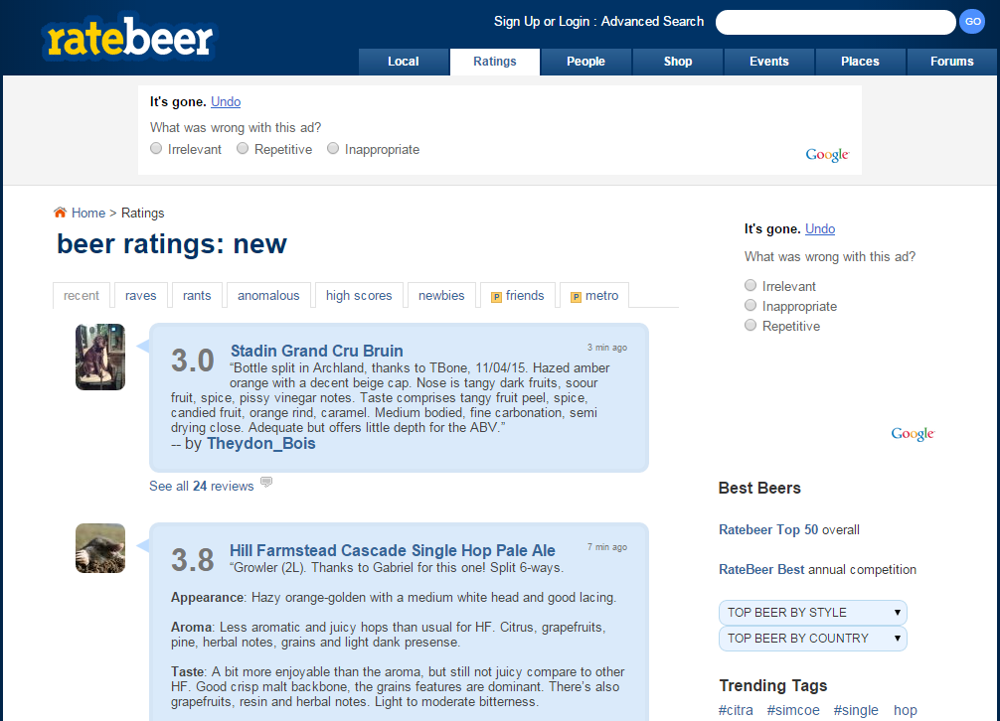 ratebeer
Sign Up or Login : Advanced Search
GO
Local
Ratings
People
Shop
Events
Places
Forums
It's gone. Undo
What was wrong with this ad?
Irrelevant
Repetitive
Inappropriate
Google
Home > Ratings
beer ratings: new
recent
raves
rants
anomalous
high scores
newbies
P friends
P metro
3.0
Stadin Grand Cru Bruin
3 min ago
“Bottle split in Archland, thanks to TBone, 11/04/15. Hazed amber
orange with a decent beige cap. Nose is tangy dark fruits, soour
fruit, spice, pissy vinegar notes. Taste comprises tangy fruit peel, spice,
candied fruit, orange rind, caramel. Medium bodied, fine carbonation, semi
drying close. Adequate but offers little depth for the ABV.”
-- by Theydon_Bois
See all 24 reviews
3.8
Hill Farmstead Cascade Single Hop Pale Ale
7 min ago
“Growler (2L). Thanks to Gabriel for this one! Split 6-ways.
Appearance: Hazy orange-golden with a medium white head and good lacing.
Aroma: Less aromatic and juicy hops than usual for HF. Citrus, grapefruits,
pine, herbal notes, grains and light dank presense.
Taste: A bit more enjoyable than the aroma, but still not juicy compare to other
HF. Good crisp malt backbone, the grains features are dominant. There’s also
grapefruits, resin and herbal notes. Light to moderate bitterness.
It's gone. Undo
What was wrong with this ad?
Irrelevant
Inappropriate
Repetitive
Google
Best Beers
Ratebeer Top 50 overall
RateBeer Best annual competition
TOP BEER BY STYLE
TOP BEER BY COUNTRY
Trending Tags
#citra #simcoe #single hop